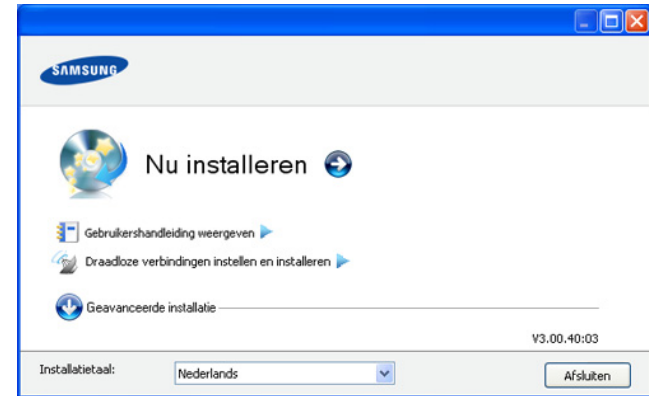 SAMSUNG
Nu installeren
Gebruikershandleiding weergeven
Draadloze verbindingen instellen en installeren
Geavanceerde installatie
V3.00.40:03
Installatietaal:
Nederlands
Afsluiten